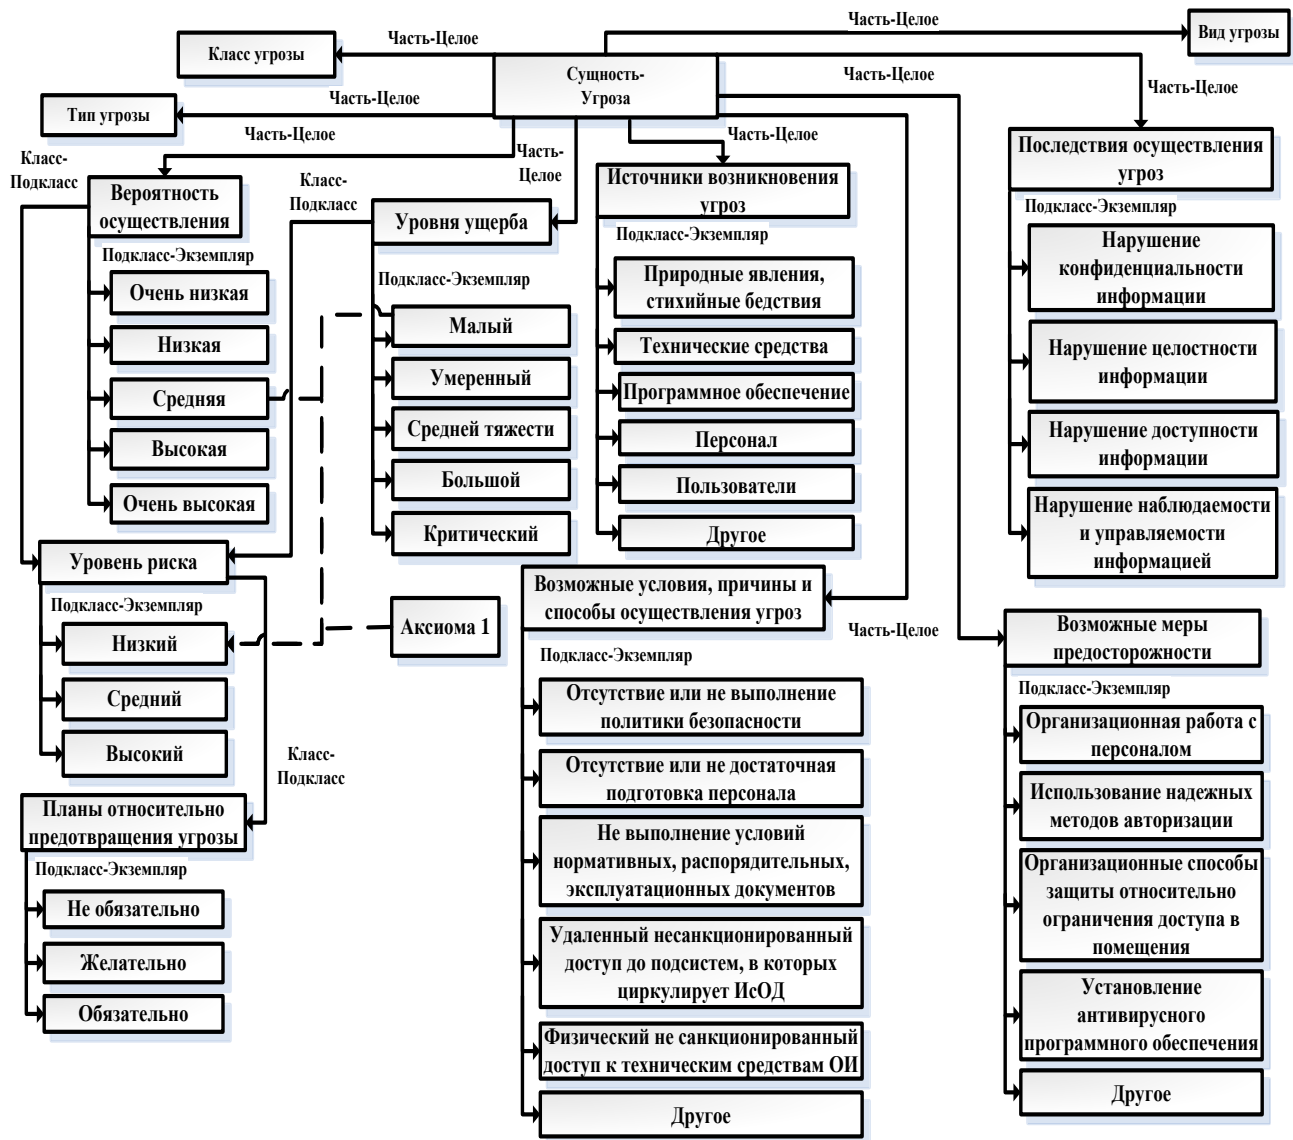 Часть-Целое
Вид угрозы
Класс угрозы
Часть-Целое
Сущность-
Угроза
Часть-Целое
Часть-Целое
Тип угрозы
Часть-Целое
Часть-Целое
Часть-
Целое
Часть-Целое
Класс-
Подкласс
Вероятность
осуществления
Класс-
Подкласс
Уровня ущерба
Источники возникновения
угроз
Последствия осуществления
угроз
Подкласс-Экземпляр
Очень низкая
Низкая
Средняя
Высокая
Очень высокая
Подкласс-Экземпляр
Малый
Умеренный
Средней тяжести
Большой
Критический
Подкласс-Экземпляр
Природные явления,
стихийные бедствия
Технические средства
Программное обеспечение
Персонал
Пользователи
Другое
Подкласс-Экземпляр
Нарушение
конфиденциальности
информации
Нарушение целостности
информации
Нарушение доступности
информации
Нарушение наблюдаемости
и управляемости
информацией
Уровень риска
Подкласс-Экземпляр
Низкий
Средний
Высокий
Аксиома 1
Класс-
Подкласс
Планы относительно
предотвращения угрозы
Подкласс-Экземпляр
Не обязательно
Желательно
Обязательно
Возможные условия, причины и
способы осуществления угроз
Подкласс-Экземпляр
Отсутствие или не выполнение
политики безопасности
Отсутствие или не достаточная
подготовка персонала
Не выполнение условий
нормативных, распорядительных,
эксплуатационных документов
Удаленный несанкционированный
доступ до подсистем, в которых
циркулирует ИсОД
Физический не санкционированный
доступ к техническим средствам ОИ
Другое
Часть-Целое
Возможные меры
предосторожности
Подкласс-Экземпляр
Организационная работа с
персоналом
Использование надежных
методов авторизации
Организационные способы
защиты относительно
ограничения доступа в
помещения
Установление
антивирусного
программного обеспечения
Другое